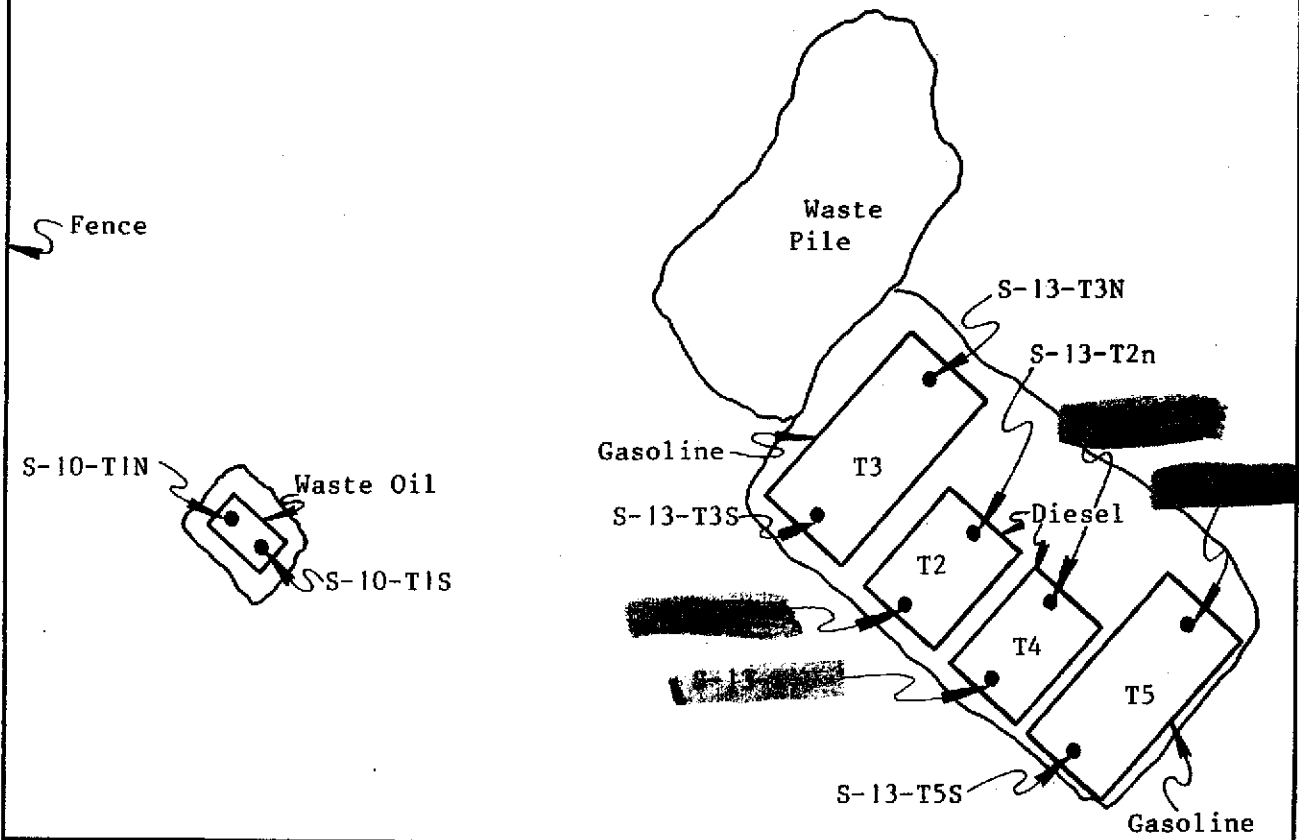 Waste
Pile
Fence
S-13-T3N
S-13-T2n
Gasoline
T3
S-10-T1N
Waste Oil
S-13-T3S
Diesel
T2
S-10-T1S
T4
S-13-
T5
S-13-T5S
Gasoline